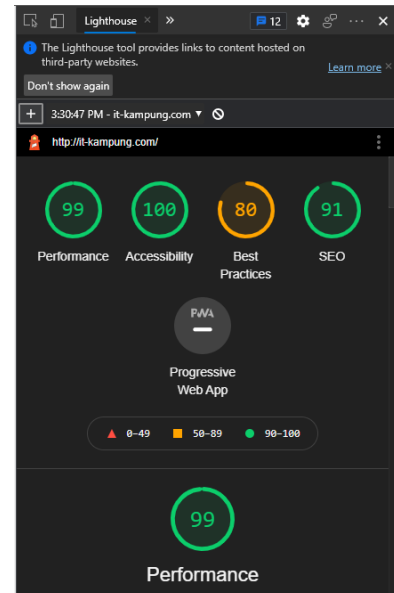 Lighthouse × » 12 ··· ×
The Lighthouse tool provides links to content hosted on
third-party websites.
Learn more ×
Don't show again
+ 3:30:47 PM - it-kampung.com ▼
http://it-kampung.com/
99 100 80 91
Performance Accessibility Best Practices SEO
PWA
Progressive
Web App
0–49 50–89 90–100
99
Performance